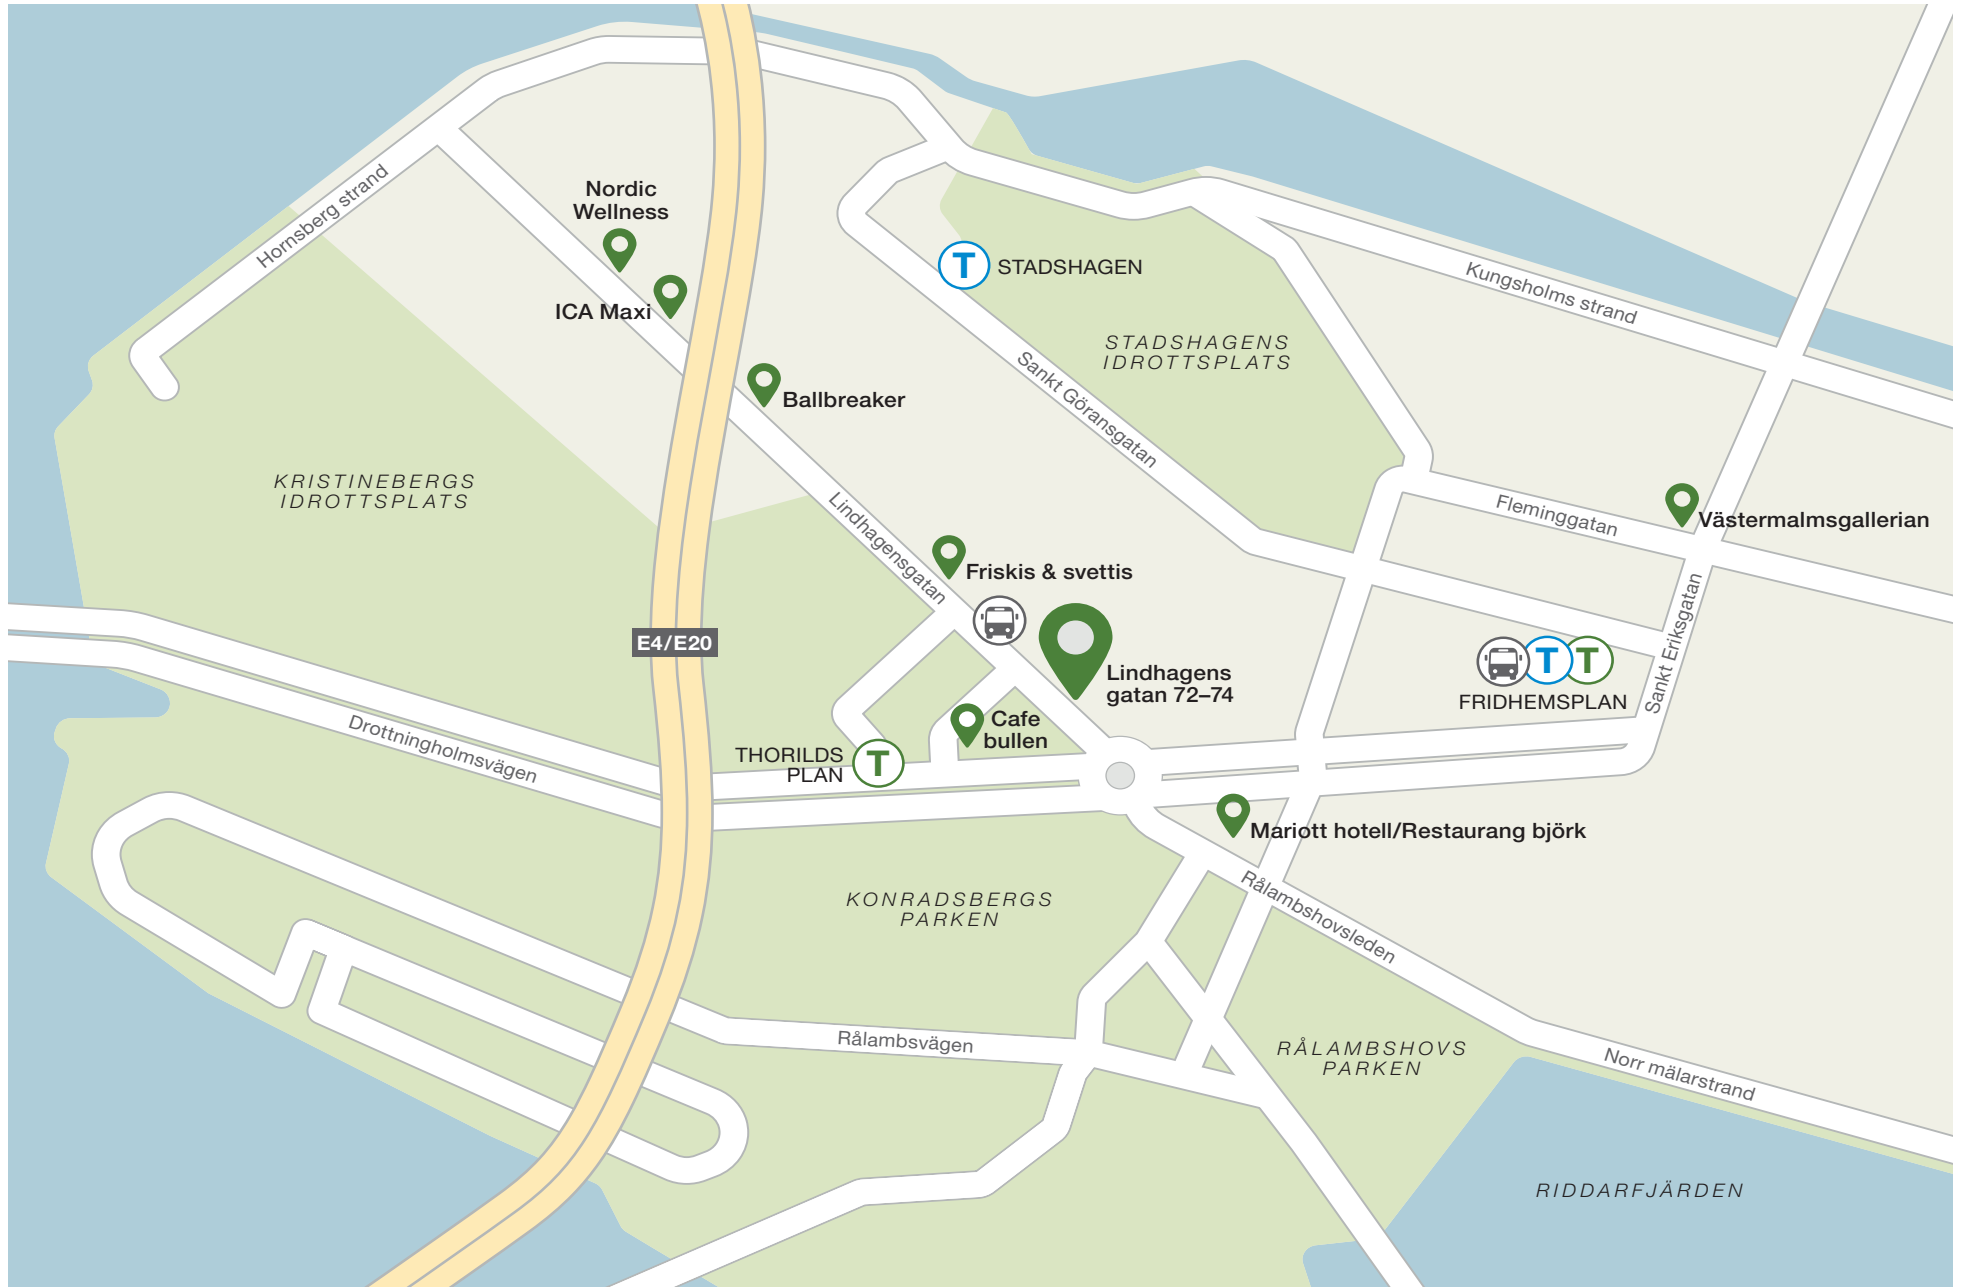 Nordic
Wellness
Hornsberg strand
ICA Maxi
T
STADSHAGEN
Kungsholms strand
STADSHAGENS
IDROTTSPLATS
Sankt Göransgatan
Ballbreaker
KRISTINEBERGS
IDROTTSPLATS
Lindhagensgatan
Fleminggatan
Västermalmsgallerian
Friskis & svettis
Sankt Eriksgatan
E4/E20
Lindhagens
gatan 72–74
T T
FRIDHEMSPLAN
Cafe
bullen
Drottningholmsvägen
THORILDS
PLAN
T
Mariott hotell/Restaurang björk
KONRADSBERGS
PARKEN
Rålambshovsleden
Rålambsvägen
RÅLAMBSHOVS
PARKEN
Norr mälarstrand
RIDDARFJÄRDEN